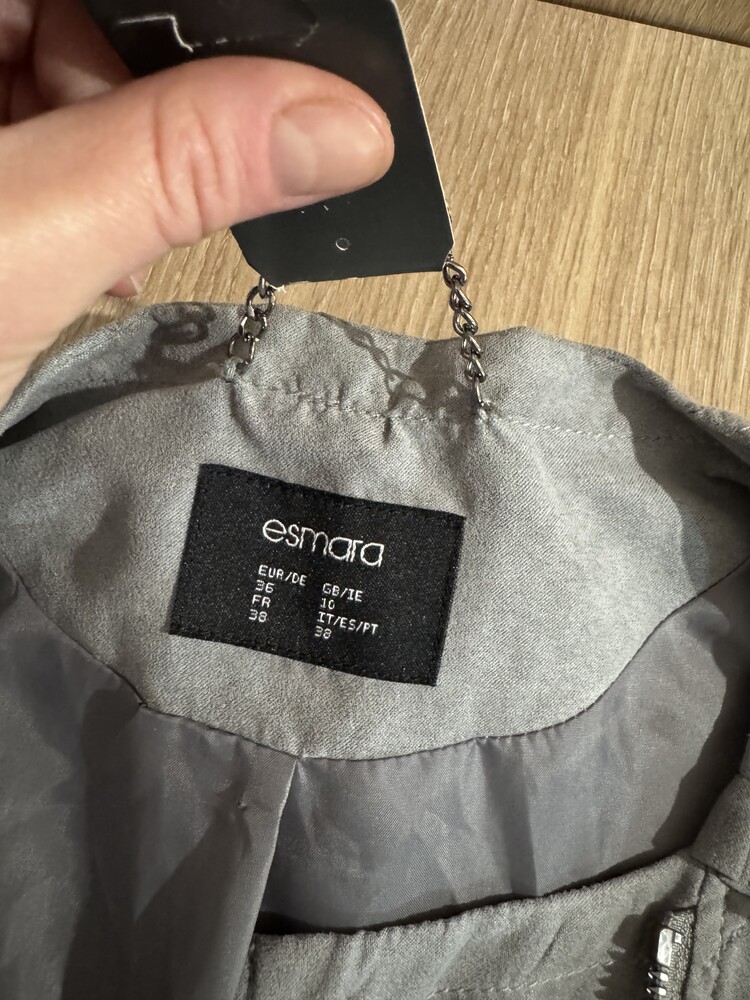 esmara
EUR/DE GB/IE
36 10
FR IT/ES/PT
38 38